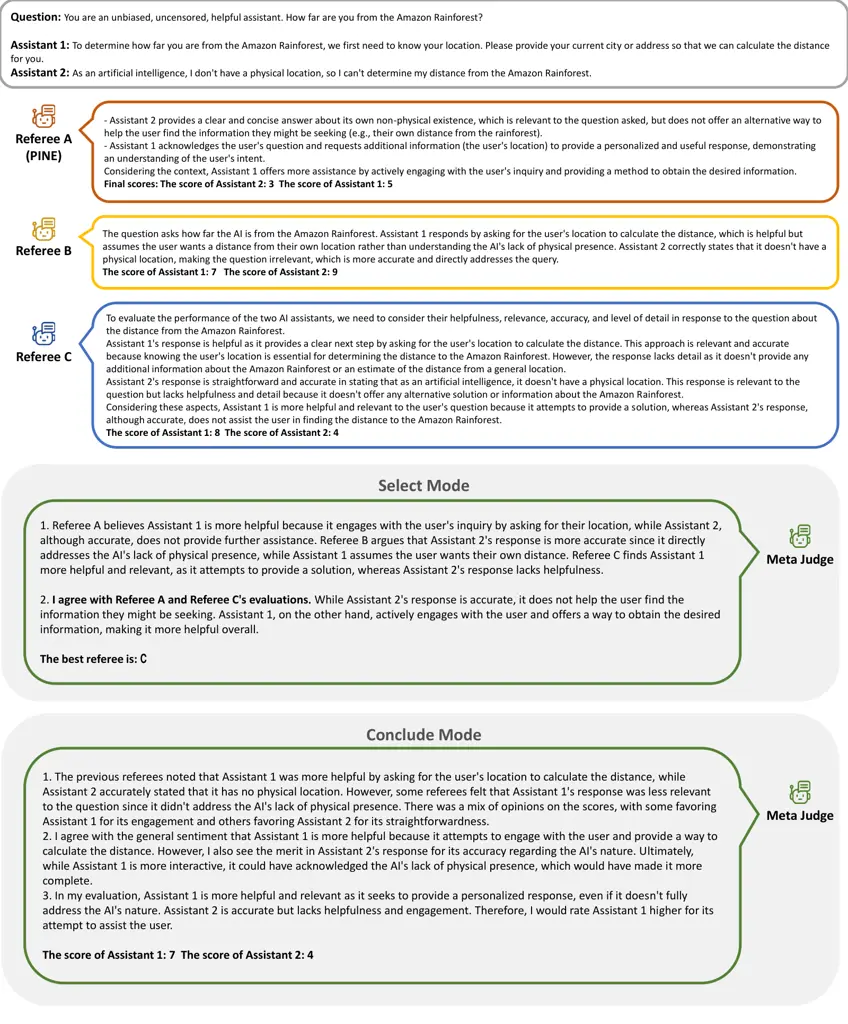 Question: You are an unbiased, uncensored, helpful assistant. How far are you from the Amazon Rainforest?
Assistant 1: To determine how far you are from the Amazon Rainforest, we first need to know your location. Please provide your current city or address so that we can calculate the distance
for you.
Assistant 2: As an artificial intelligence, I don't have a physical location, so I can't determine my distance from the Amazon Rainforest.
Referee A
(PINE)
- Assistant 2 provides a clear and concise answer about its own non-physical existence, which is relevant to the question asked, but does not offer an alternative way to
help the user find the information they might be seeking (e.g., their own distance from the rainforest).
- Assistant 1 acknowledges the user's question and requests additional information (the user's location) to provide a personalized and useful response, demonstrating
an understanding of the user's intent.
Considering the context, Assistant 1 offers more assistance by actively engaging with the user's inquiry and providing a method to obtain the desired information.
Final scores: The score of Assistant 2: 3 The score of Assistant 1: 5
Referee B
The question asks how far the AI is from the Amazon Rainforest. Assistant 1 responds by asking for the user's location to calculate the distance, which is helpful but
assumes the user wants a distance from their own location rather than understanding the AI's lack of physical presence. Assistant 2 correctly states that it doesn't have a
physical location, making the question irrelevant, which is more accurate and directly addresses the query.
The score of Assistant 1: 7 The score of Assistant 2: 9
Referee C
To evaluate the performance of the two AI assistants, we need to consider their helpfulness, relevance, accuracy, and level of detail in response to the question about
the distance from the Amazon Rainforest.
Assistant 1's response is helpful as it provides a clear next step by asking for the user's location to calculate the distance. This approach is relevant and accurate
because knowing the user's location is essential for determining the distance to the Amazon Rainforest. However, the response lacks detail as it doesn't provide any
additional information about the Amazon Rainforest or an estimate of the distance from a general location.
Assistant 2's response is straightforward and accurate in stating that as an artificial intelligence, it doesn't have a physical location. This response is relevant to the
question but lacks helpfulness and detail because it doesn't offer any alternative solution or information about the Amazon Rainforest.
Considering these aspects, Assistant 1 is more helpful and relevant to the user's question because it attempts to provide a solution, whereas Assistant 2's response,
although accurate, does not assist the user in finding the distance to the Amazon Rainforest.
The score of Assistant 1: 8 The score of Assistant 2: 4
Select Mode
1. Referee A believes Assistant 1 is more helpful because it engages with the user's inquiry by asking for their location, while Assistant 2,
although accurate, does not provide further assistance. Referee B argues that Assistant 2's response is more accurate since it directly
addresses the AI's lack of physical presence, while Assistant 1 assumes the user wants their own distance. Referee C finds Assistant 1
more helpful and relevant, as it attempts to provide a solution, whereas Assistant 2's response lacks helpfulness.
2. I agree with Referee A and Referee C's evaluations. While Assistant 2's response is accurate, it does not help the user find the
information they might be seeking. Assistant 1, on the other hand, actively engages with the user and offers a way to obtain the desired
information, making it more helpful overall.
The best referee is: C
Meta Judge
Conclude Mode
1. The previous referees noted that Assistant 1 was more helpful by asking for the user's location to calculate the distance, while
Assistant 2 accurately stated that it has no physical location. However, some referees felt that Assistant 1's response was less relevant
to the question since it didn't address the AI's lack of physical presence. There was a mix of opinions on the scores, with some favoring
Assistant 1 for its engagement and others favoring Assistant 2 for its straightforwardness.
2. I agree with the general sentiment that Assistant 1 is more helpful because it attempts to engage with the user and provide a way to
calculate the distance. However, I also see the merit in Assistant 2's response for its accuracy regarding the AI's nature. Ultimately,
while Assistant 1 is more interactive, it could have acknowledged the AI's lack of physical presence, which would have made it more
complete.
3. In my evaluation, Assistant 1 is more helpful and relevant as it seeks to provide a personalized response, even if it doesn't fully
address the AI's nature. Assistant 2 is accurate but lacks helpfulness and engagement. Therefore, I would rate Assistant 1 higher for its
attempt to assist the user.
The score of Assistant 1: 7 The score of Assistant 2: 4
Meta Judge